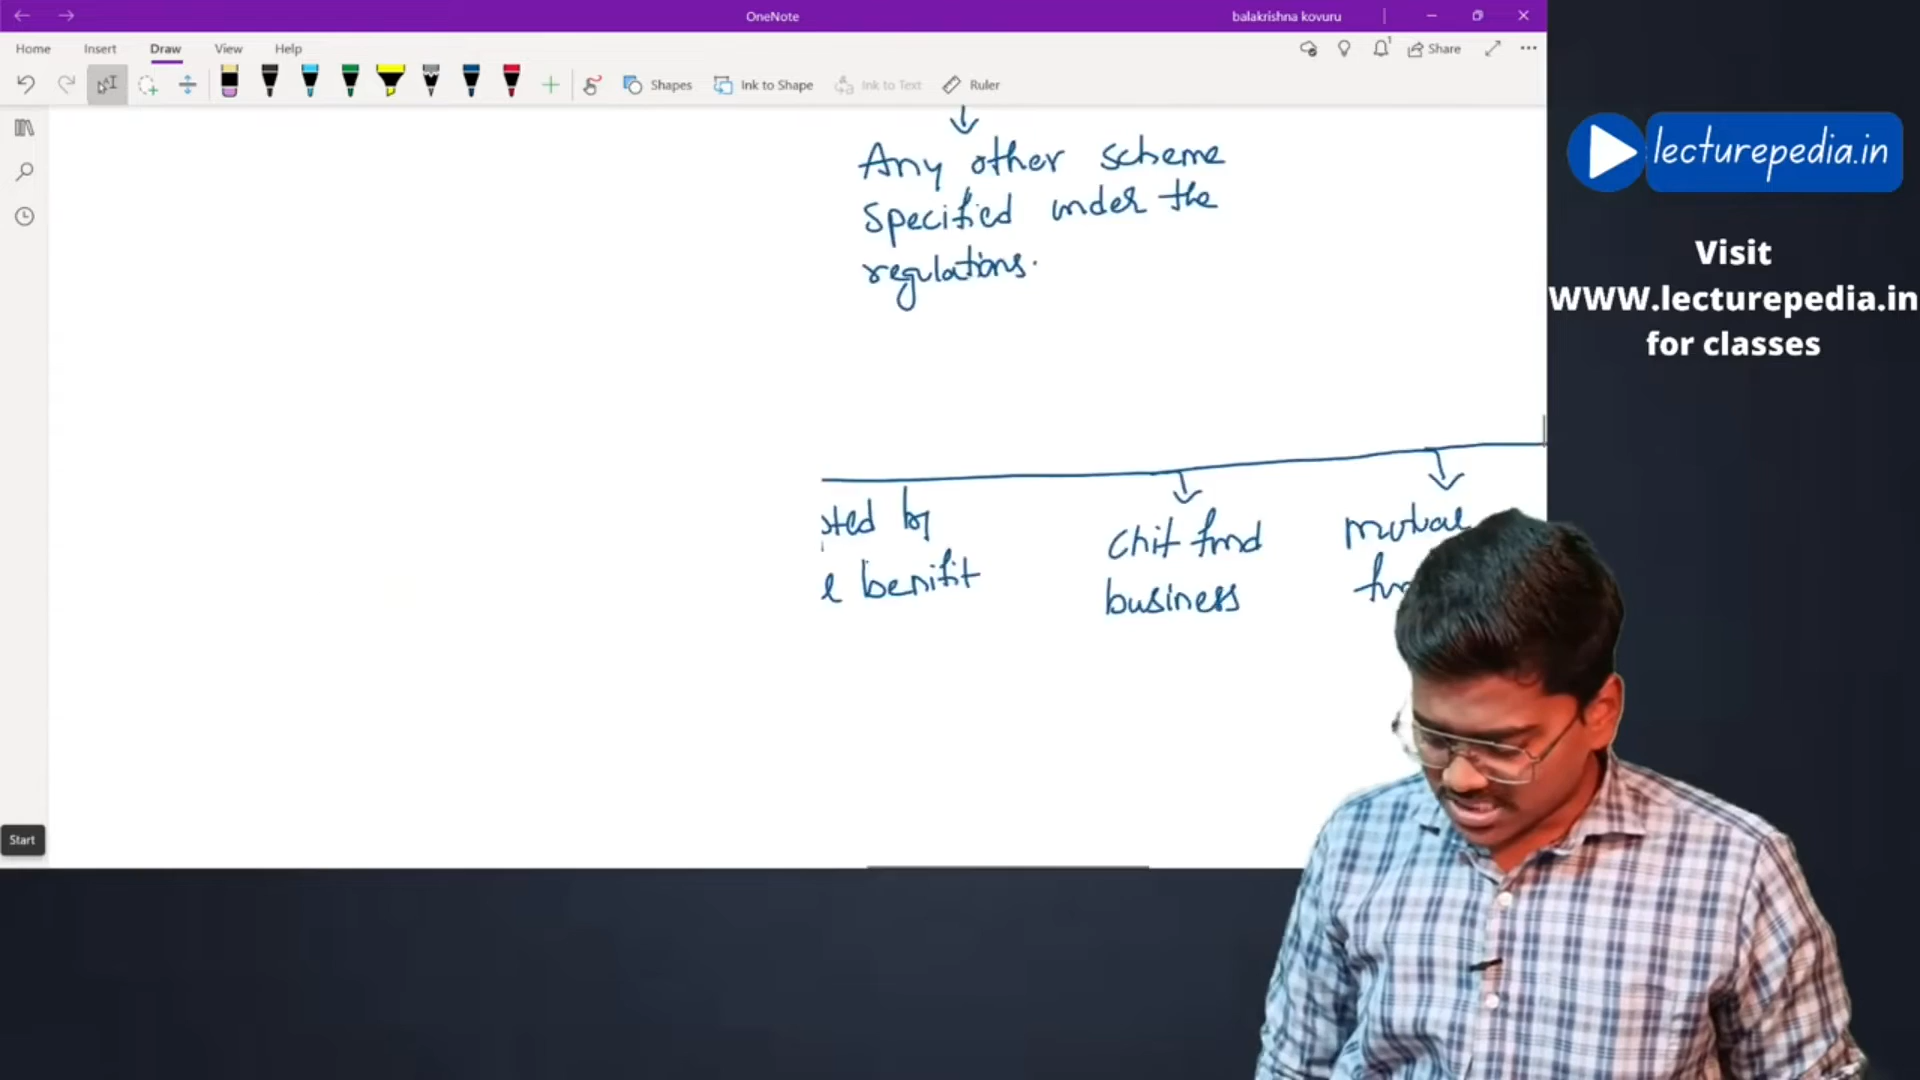 OneNote
balakrishna kovuru
Home Insert Draw View Help
1
Share
Shapes
Ink to Shape
Ink to Text
Ruler
Any other scheme
specified under the
regulations.
by
benifit
chit fund
business
mutual
Start
lecturepedia.in
Visit
WWW.lecturepedia.in
for classes